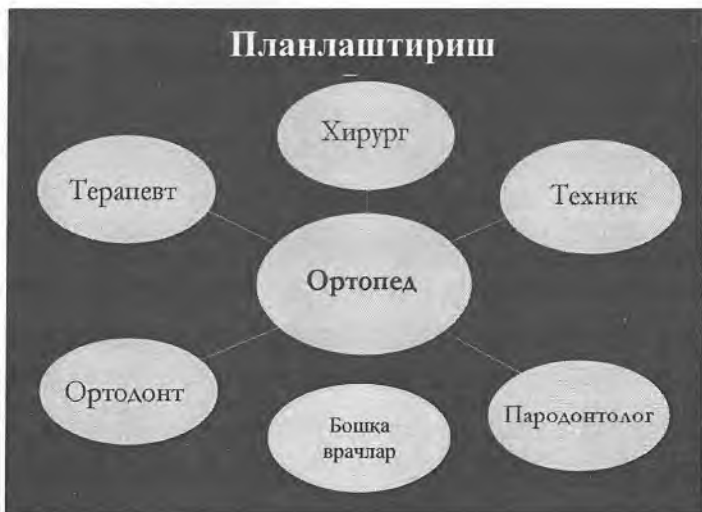 Планлаштириш
Хирург
Терапевт
Техник
Ортопед
Ортодонт
Пародонтолог
Бошка
врачлар